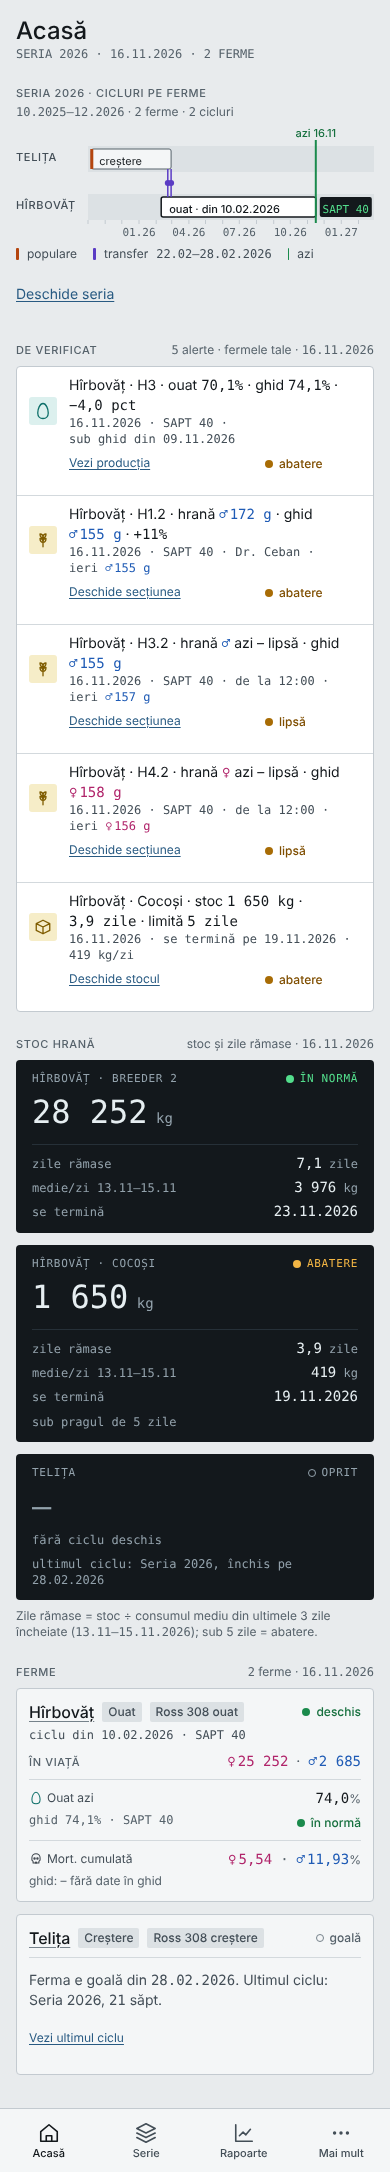 Acasă
SERIA 2026 · 16.11.2026 · 2 FERME
SERIA 2026 · CICLURI PE FERME
10.2025–12.2026 · 2 ferme · 2 cicluri
azi 16.11
TELIȚA
creștere
HÎRBOVĂȚ
ouat · din 10.02.2026
SAPT 40
01.26 04.26 07.26 10.26 01.27
populare transfer 22.02–28.02.2026 azi
Deschide seria
DE VERIFICAT 5 alerte · fermele tale · 16.11.2026
Hîrbovăț · H3 · ouat 70,1% · ghid 74,1% ·
−4,0 pct
16.11.2026 · SAPT 40 ·
sub ghid din 09.11.2026
Vezi producția abatere
Hîrbovăț · H1.2 · hrană ♂172 g · ghid
♂155 g · +11%
16.11.2026 · SAPT 40 · Dr. Ceban ·
ieri ♂155 g
Deschide secțiunea abatere
Hîrbovăț · H3.2 · hrană ♂ azi – lipsă · ghid
♂155 g
16.11.2026 · SAPT 40 · de la 12:00 ·
ieri ♂157 g
Deschide secțiunea lipsă
Hîrbovăț · H4.2 · hrană ♀ azi – lipsă · ghid
♀158 g
16.11.2026 · SAPT 40 · de la 12:00 ·
ieri ♀156 g
Deschide secțiunea lipsă
Hîrbovăț · Cocoși · stoc 1 650 kg ·
3,9 zile · limită 5 zile
16.11.2026 · se termină pe 19.11.2026 ·
419 kg/zi
Deschide stocul abatere
STOC HRANĂ stoc și zile rămase · 16.11.2026
HÎRBOVĂȚ · BREEDER 2 ÎN NORMĂ
28 252 kg
zile rămase 7,1 zile
medie/zi 13.11–15.11 3 976 kg
se termină 23.11.2026
HÎRBOVĂȚ · COCOȘI ABATERE
1 650 kg
zile rămase 3,9 zile
medie/zi 13.11–15.11 419 kg
se termină 19.11.2026
sub pragul de 5 zile
TELIȚA OPRIT
—
fără ciclu deschis
ultimul ciclu: Seria 2026, închis pe
28.02.2026
Zile rămase = stoc ÷ consumul mediu din ultimele 3 zile
încheiate (13.11–15.11.2026); sub 5 zile = abatere.
FERME 2 ferme · 16.11.2026
Hîrbovăț Ouat Ross 308 ouat deschis
ciclu din 10.02.2026 · SAPT 40
ÎN VIAȚĂ ♀25 252 · ♂2 685
Ouat azi 74,0%
ghid 74,1% · SAPT 40 în normă
Mort. cumulată ♀5,54 · ♂11,93%
ghid: – fără date în ghid
Telița Creștere Ross 308 creștere goală
Ferma e goală din 28.02.2026. Ultimul ciclu:
Seria 2026, 21 săpt.
Vezi ultimul ciclu
Acasă Serie Rapoarte Mai mult